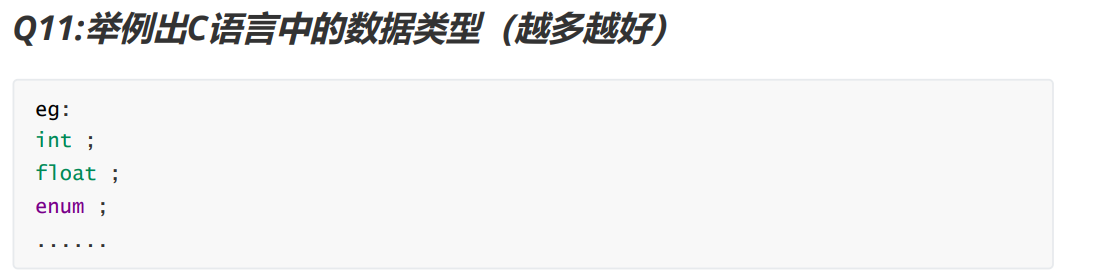 Q11:举例出C语言中的数据类型（越多越好）
eg:
int ;
float ;
enum ;
......